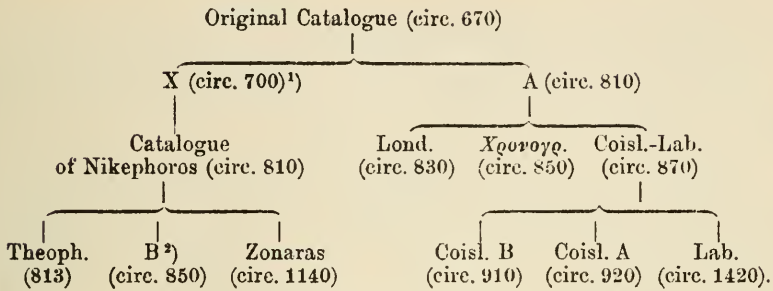 Original Catalogue (circ. 670)
X (circ. 700)¹) A (circ. 810)
Catalogue Lond. Χρονογρ. Coisl.-Lab.
of Nikephoros (circ. 810) (circ. 830) (circ. 850) (circ. 870)
Theoph. B²) Zonaras Coisl. B Coisl. A Lab.
(813) (circ. 850) (circ. 1140) (circ. 910) (circ. 920) (circ. 1420).